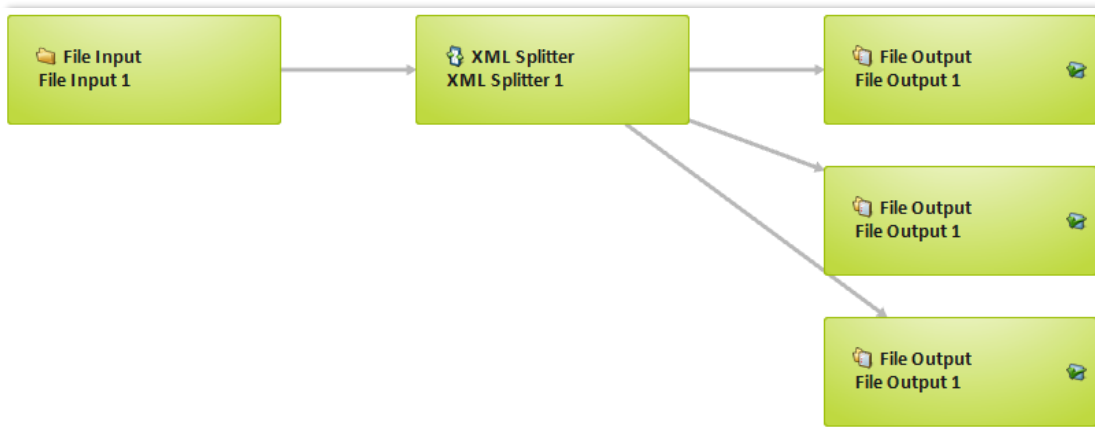 File Input
File Input 1
XML Splitter
XML Splitter 1
File Output
File Output 1
File Output
File Output 1
File Output
File Output 1